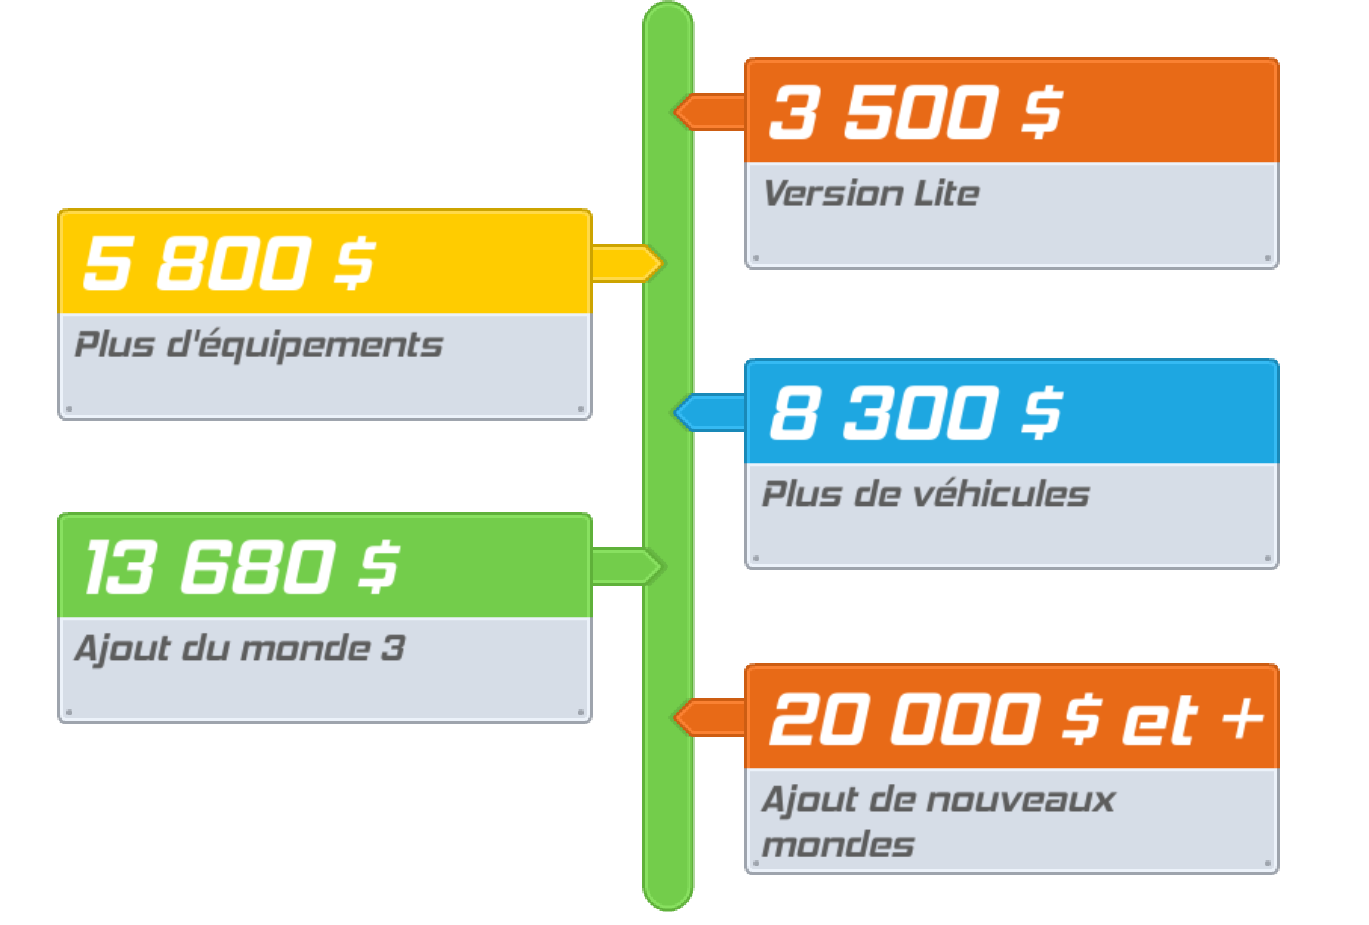 3 500 $
Version Lite
5 800 $
Plus d'équipements
8 300 $
Plus de véhicules
13 680 $
Ajout du monde 3
20 000 $ et +
Ajout de nouveaux
mondes